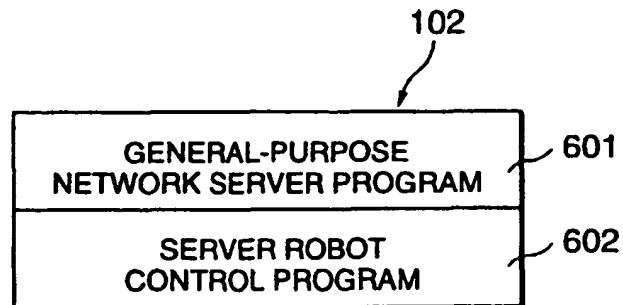 102
GENERAL-PURPOSE
NETWORK SERVER PROGRAM
601
SERVER ROBOT
CONTROL PROGRAM
602